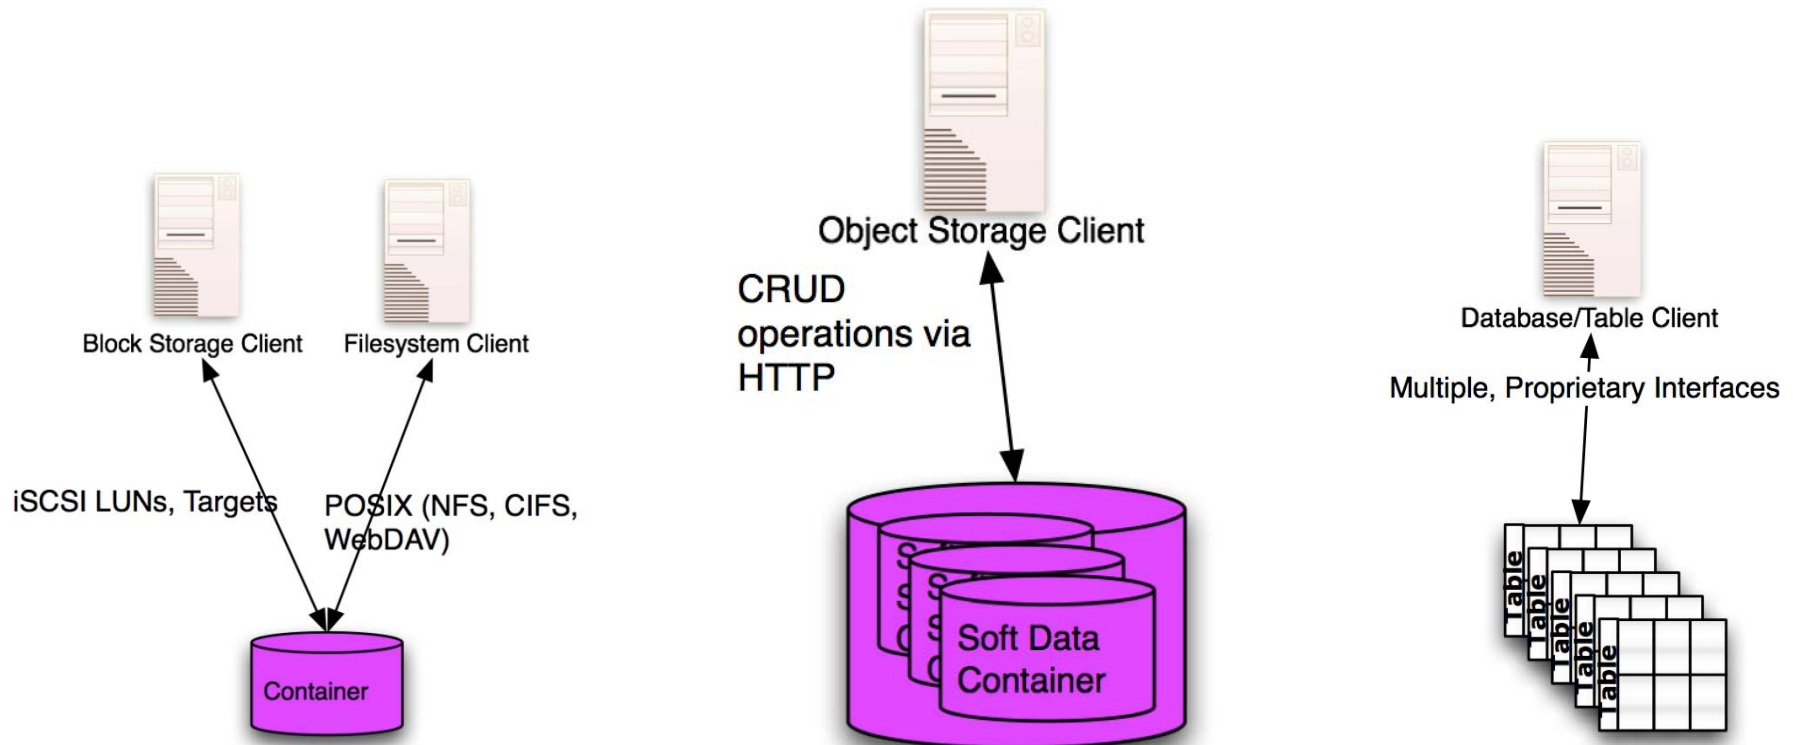 Block Storage Client
Filesystem Client
iSCSI LUNs, Targets
POSIX (NFS, CIFS,
WebDAV)
Container
Object Storage Client
CRUD
operations via
HTTP
S
S
C
S
S
C
Soft Data
Container
Database/Table Client
Multiple, Proprietary Interfaces
Table
Table
Table
Table
Table